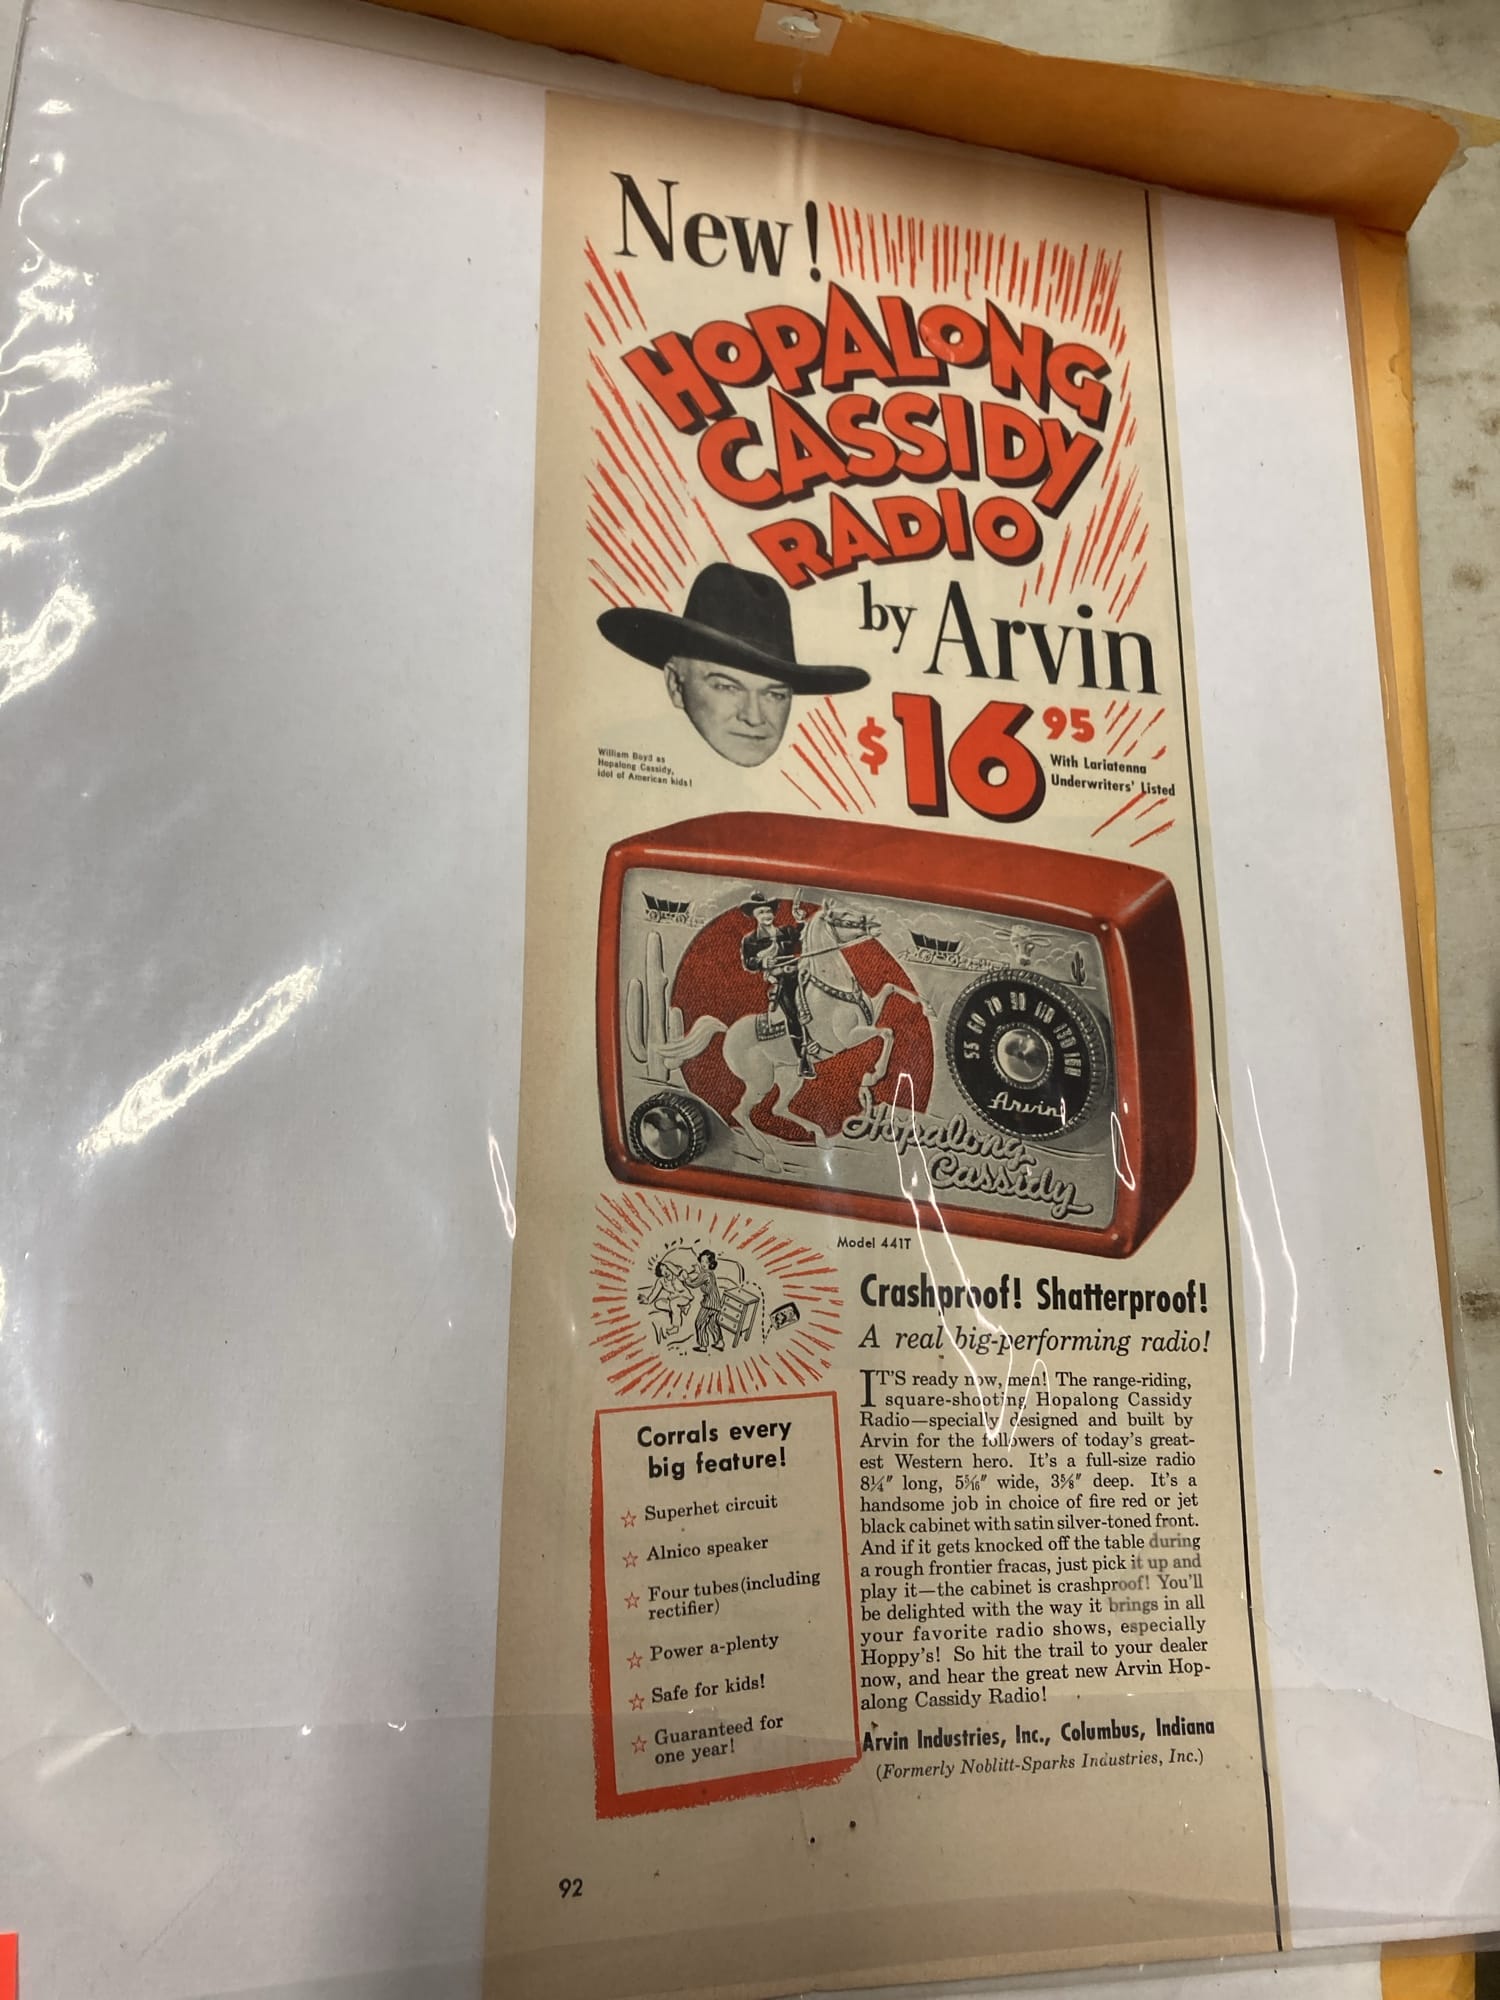 New!
HOPALONG
CASSIDY
RADIO
by Arvin
$16 95
With Lariatenna
Underwriters' Listed
William Boyd as
Hopalong Cassidy,
idol of American kids!
55 60 70 90 110 130 160
Arvin
Hopalong
Cassidy
Model 441T
Crashproof! Shatterproof!
A real big-performing radio!
IT'S ready now, men! The range-riding,
square-shooting Hopalong Cassidy
Radio—specially designed and built by
Arvin for the followers of today's great-
est Western hero. It's a full-size radio
8¼" long, 5 5/16" wide, 3⅝" deep. It's a
handsome job in choice of fire red or jet
black cabinet with satin silver-toned front.
And if it gets knocked off the table during
a rough frontier fracas, just pick it up and
play it—the cabinet is crashproof! You'll
be delighted with the way it brings in all
your favorite radio shows, especially
Hoppy's! So hit the trail to your dealer
now, and hear the great new Arvin Hop-
along Cassidy Radio!
Arvin Industries, Inc., Columbus, Indiana
(Formerly Noblitt-Sparks Industries, Inc.)
Corrals every
big feature!
☆ Superhet circuit
☆ Alnico speaker
☆ Four tubes (including
rectifier)
☆ Power a-plenty
☆ Safe for kids!
☆ Guaranteed for
one year!
92